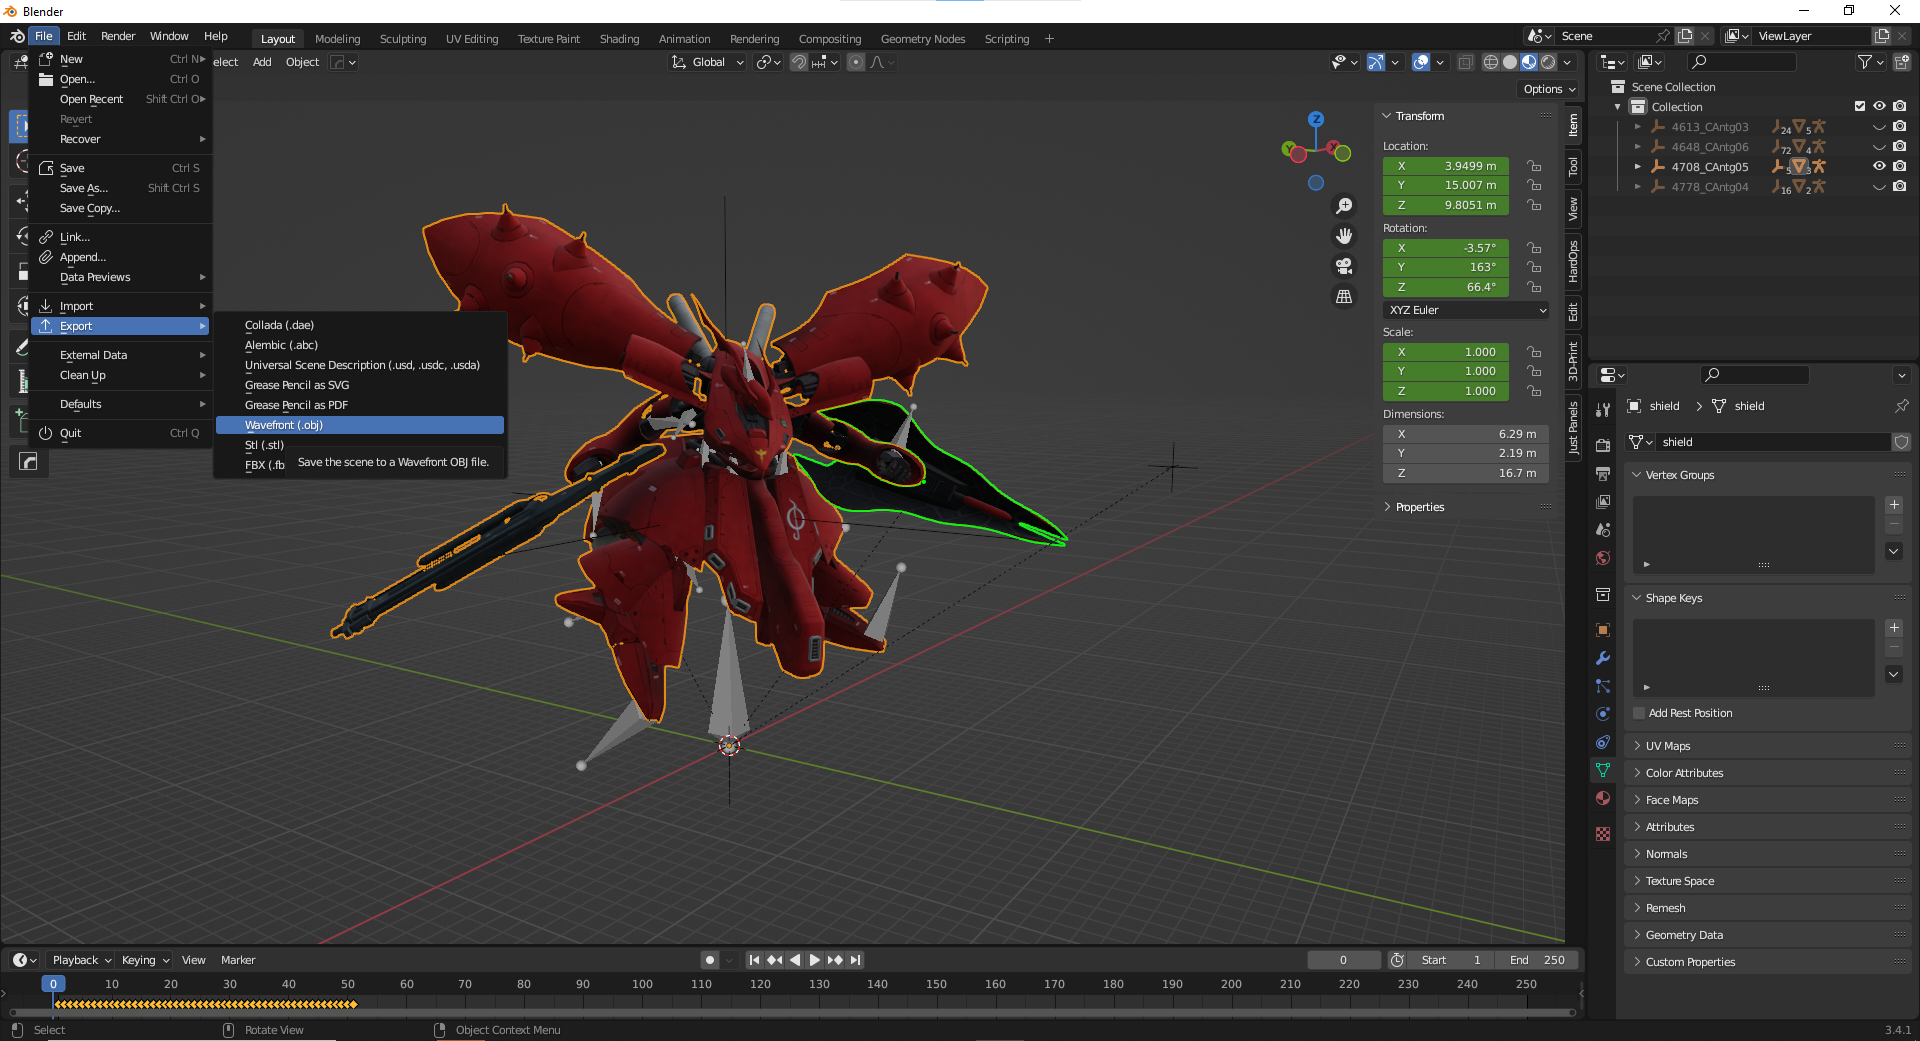 Blender
File Edit Render Window Help Layout Modeling Sculpting UV Editing Texture Paint Shading Animation Rendering Compositing Geometry Nodes Scripting + Scene ViewLayer
elect Add Object Global
Options
New Ctrl N
Open... Ctrl O
Open Recent Shift Ctrl O
Revert
Recover
Save Ctrl S
Save As... Shift Ctrl S
Save Copy...
Link...
Append...
Data Previews
Import
Export
External Data
Clean Up
Defaults
Quit Ctrl Q
Collada (.dae)
Alembic (.abc)
Universal Scene Description (.usd, .usdc, .usda)
Grease Pencil as SVG
Grease Pencil as PDF
Wavefront (.obj)
Stl (.stl)
FBX (.fb
Save the scene to a Wavefront OBJ file.
Z
Y
X
Transform
Location:
X 3.9499 m
Y 15.007 m
Z 9.8051 m
Rotation:
X -3.57°
Y 163°
Z 66.4°
XYZ Euler
Scale:
X 1.000
Y 1.000
Z 1.000
Dimensions:
X 6.29 m
Y 2.19 m
Z 16.7 m
Properties
Item
Tool
View
HardOps
Edit
3D-Print
Just Panels
Scene Collection
Collection
4613_CAntg03 24 5
4648_CAntg06 72 4
4708_CAntg05 5 3
4778_CAntg04 16 2
shield > shield
shield
Vertex Groups
Shape Keys
Add Rest Position
UV Maps
Color Attributes
Face Maps
Attributes
Normals
Texture Space
Remesh
Geometry Data
Custom Properties
Playback Keying View Marker 0 Start 1 End 250
0 10 20 30 40 50 60 70 80 90 100 110 120 130 140 150 160 170 180 190 200 210 220 230 240 250
Select Rotate View Object Context Menu 3.4.1